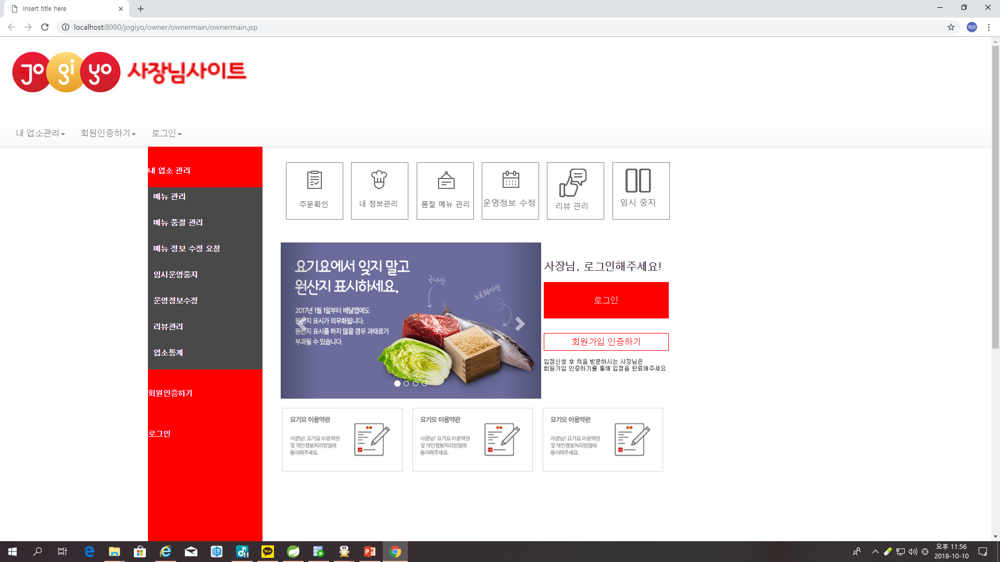 Insert title here
localhost:8080/jogiyo/owner/ownermain/ownermain.jsp
혜원
Jo gi yo 사장님사이트
내 업소관리 회원인증하기 로그인
내 업소 관리
메뉴 관리
메뉴 품절 관리
메뉴 정보 수정 요청
임시운영중지
운영정보수정
리뷰관리
업소통계
회원인증하기
로그인
주문확인
내 정보관리
품절 메뉴 관리
운영정보 수정
리뷰 관리
임시 중지
요기요에서 잊지 말고
원산지 표시하세요.
국내산
노르웨이산
2017년 1월 1일부터 배달앱에도
원산지 표시가 의무화됩니다.
원산지 표시를 하지 않을 경우 과태료가
부과될 수 있습니다.
사장님, 로그인해주세요!
로그인
회원가입 인증하기
입점신청 후 처음 방문하시는 사장님은
회원가입 인증하기를 통해 입점을 완료해주세요
요기요 이용약관
사장님! 요기요 이용약관
및 개인정보처리방침에
동의해주세요.
요기요 이용약관
사장님! 요기요 이용약관
및 개인정보처리방침에
동의해주세요.
요기요 이용약관
사장님! 요기요 이용약관
및 개인정보처리방침에
동의해주세요.
TALK
오후 11:56
2018-10-10